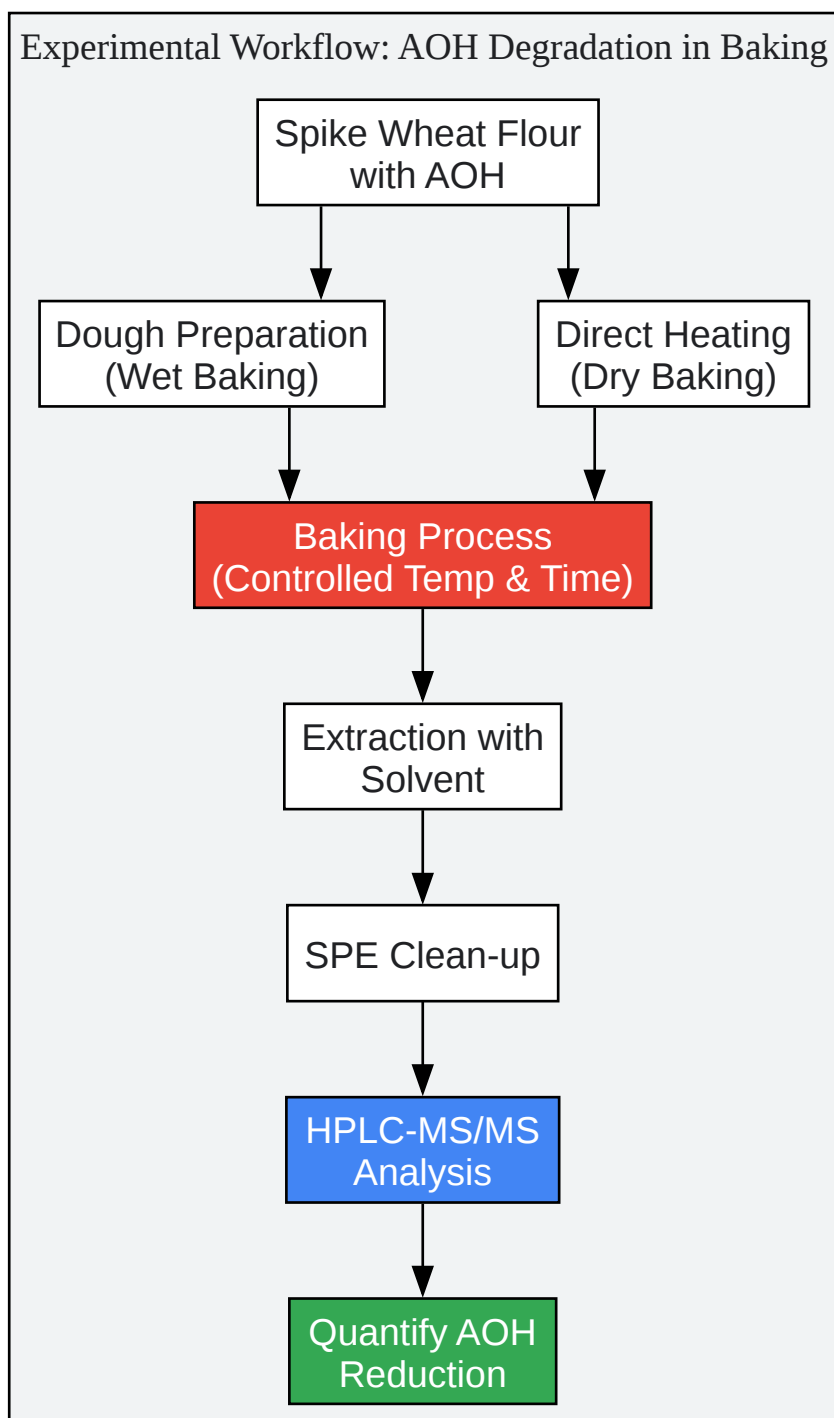 Experimental Workflow: AOH Degradation in Baking
Spike Wheat Flour
with AOH
Dough Preparation
(Wet Baking)
Direct Heating
(Dry Baking)
Baking Process
(Controlled Temp & Time)
Extraction with
Solvent
SPE Clean-up
HPLC-MS/MS
Analysis
Quantify AOH
Reduction